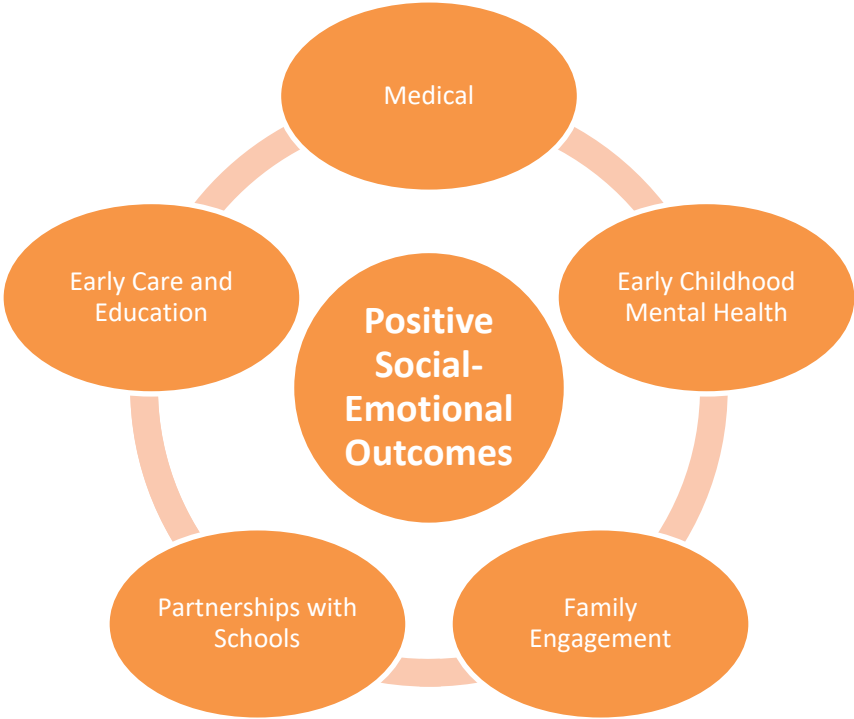 Medical
Early Care and
Education
Early Childhood
Mental Health
Positive
Social-
Emotional
Outcomes
Partnerships with
Schools
Family
Engagement